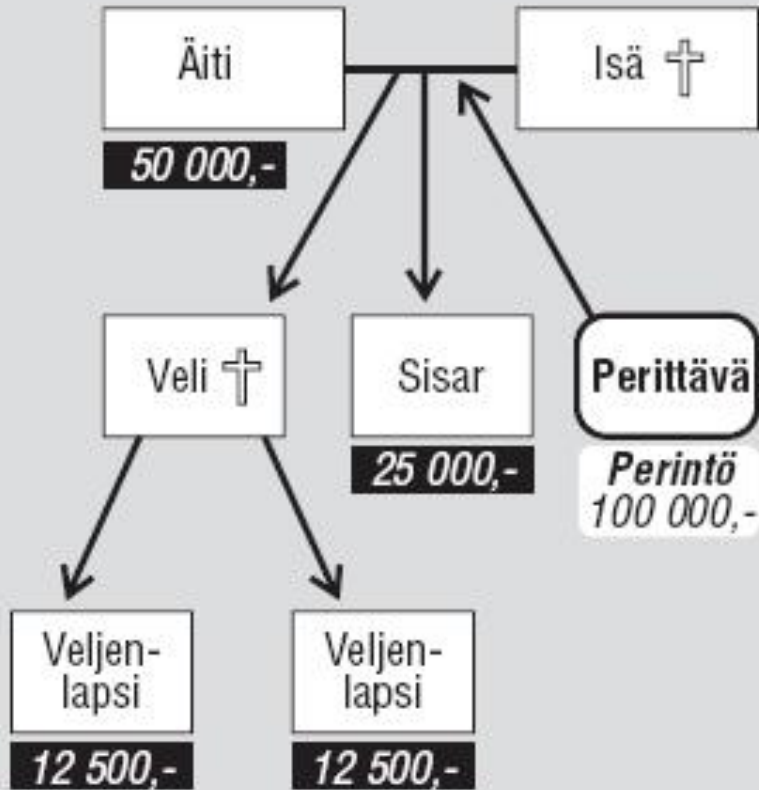 Äiti
Isä
50 000,-
Veli
Sisar
Perittävä
25 000,-
Perintö
100 000,-
Veljen-
lapsi
Veljen-
lapsi
12 500,-
12 500,-